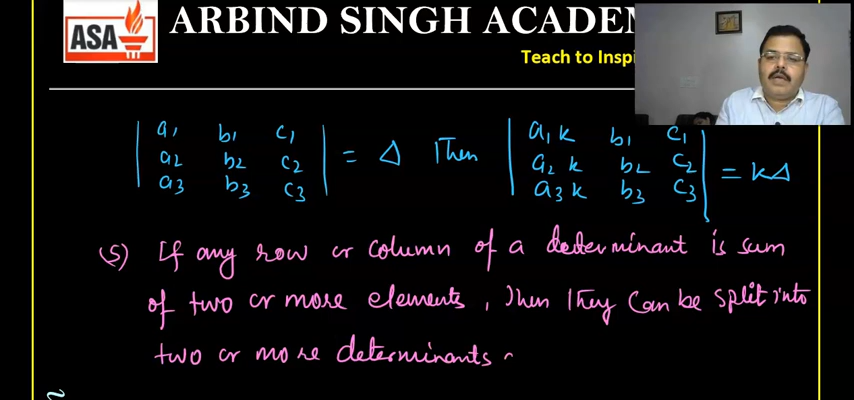 ARBIND SINGH ACADEM
ASA
Teach to Inspi
a1 b1 c1 a1k b1 c1
a2 b2 c2 = Δ Then a2k b2 c2 = kΔ
a3 b3 c3 a3k b3 c3
(5) If any row or column of a determinant is sum
of two or more elements, Then They can be split into
two or more determinants